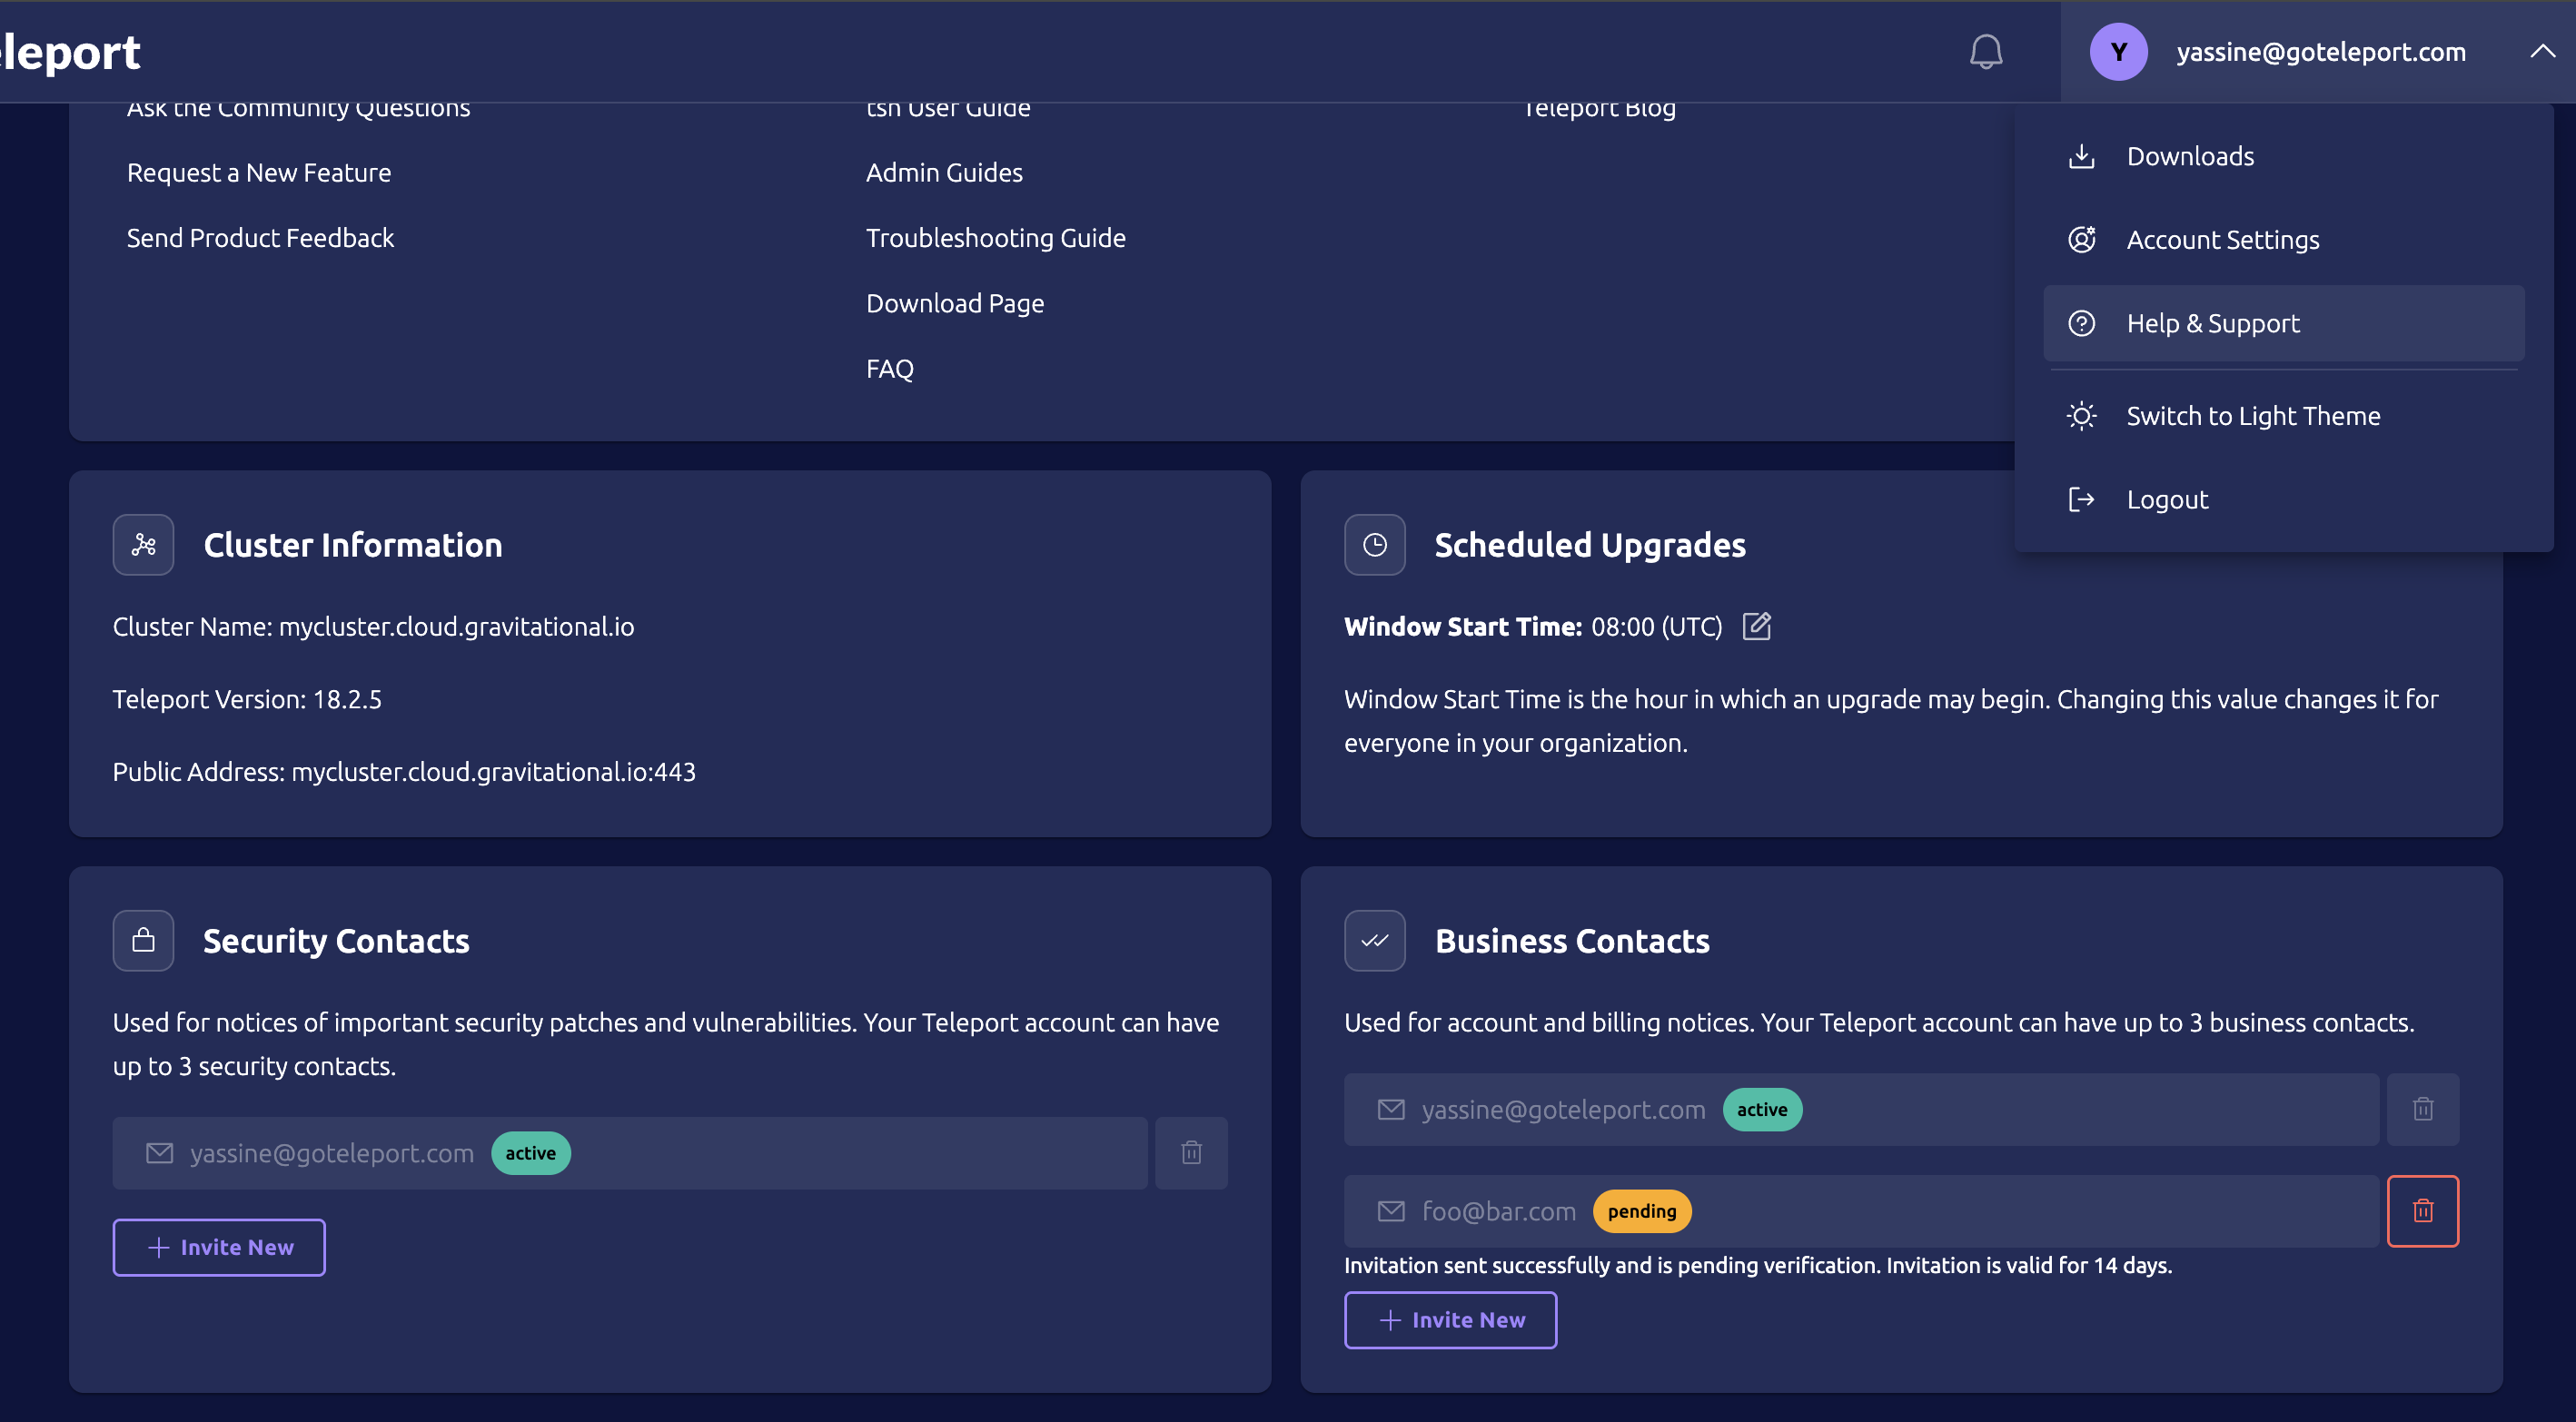 eleport
Y
yassine@goteleport.com
Ask the Community Questions
Request a New Feature
Send Product Feedback
tsh User Guide
Admin Guides
Troubleshooting Guide
Download Page
FAQ
Teleport Blog
Downloads
Account Settings
Help & Support
Switch to Light Theme
Logout
Cluster Information
Cluster Name: mycluster.cloud.gravitational.io
Teleport Version: 18.2.5
Public Address: mycluster.cloud.gravitational.io:443
Scheduled Upgrades
Window Start Time: 08:00 (UTC)
Window Start Time is the hour in which an upgrade may begin. Changing this value changes it for
everyone in your organization.
Security Contacts
Used for notices of important security patches and vulnerabilities. Your Teleport account can have
up to 3 security contacts.
yassine@goteleport.com active
Invite New
Business Contacts
Used for account and billing notices. Your Teleport account can have up to 3 business contacts.
yassine@goteleport.com active
foo@bar.com pending
Invitation sent successfully and is pending verification. Invitation is valid for 14 days.
Invite New